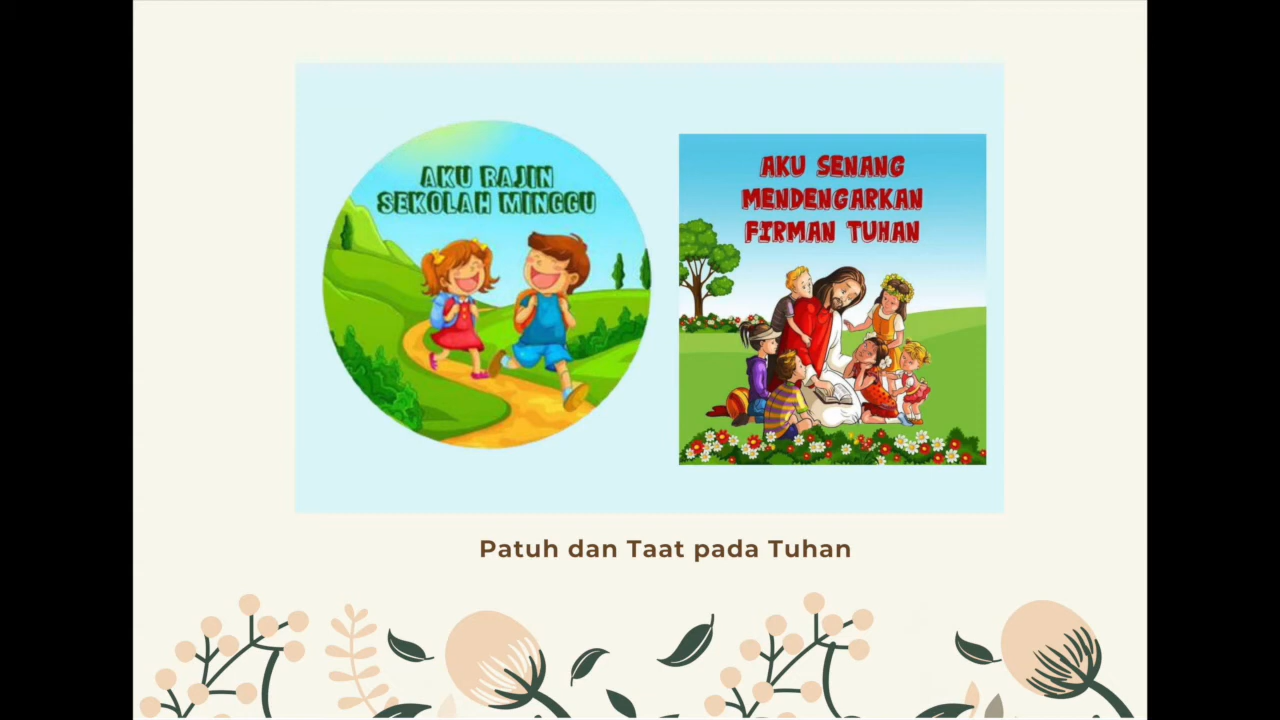 AKU RAJIN
SEKOLAH MINGGU
AKU SENANG
MENDENGARKAN
FIRMAN TUHAN
Patuh dan Taat pada Tuhan